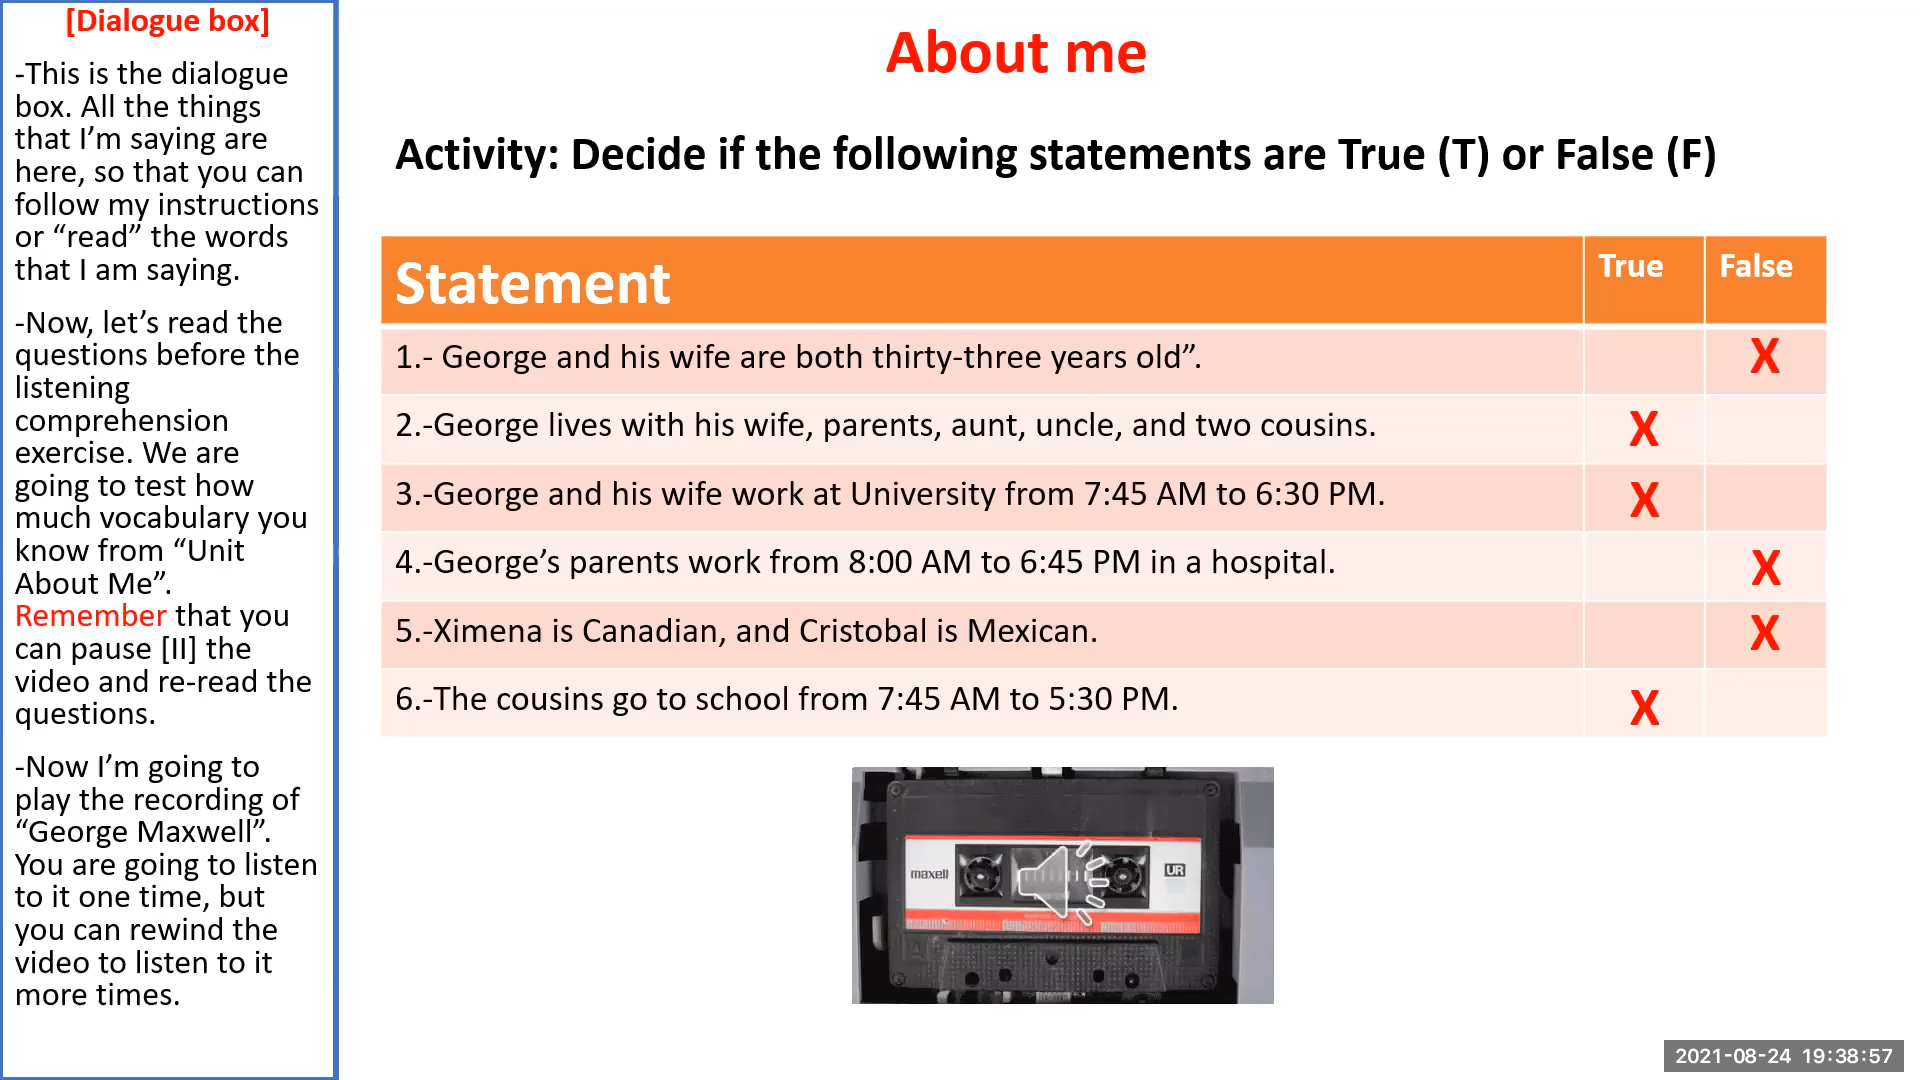 [Dialogue box]
-This is the dialogue
box. All the things
that I’m saying are
here, so that you can
follow my instructions
or “read” the words
that I am saying.
-Now, let’s read the
questions before the
listening
comprehension
exercise. We are
going to test how
much vocabulary you
know from “Unit
About Me”.
Remember that you
can pause [II] the
video and re-read the
questions.
-Now I’m going to
play the recording of
“George Maxwell”.
You are going to listen
to it one time, but
you can rewind the
video to listen to it
more times.
About me
Activity: Decide if the following statements are True (T) or False (F)
Statement True False
1.- George and his wife are both thirty-three years old”. X
2.-George lives with his wife, parents, aunt, uncle, and two cousins. X
3.-George and his wife work at University from 7:45 AM to 6:30 PM. X
4.-George’s parents work from 8:00 AM to 6:45 PM in a hospital. X
5.-Ximena is Canadian, and Cristobal is Mexican. X
6.-The cousins go to school from 7:45 AM to 5:30 PM. X
maxell UR
2021-08-24 19:38:57